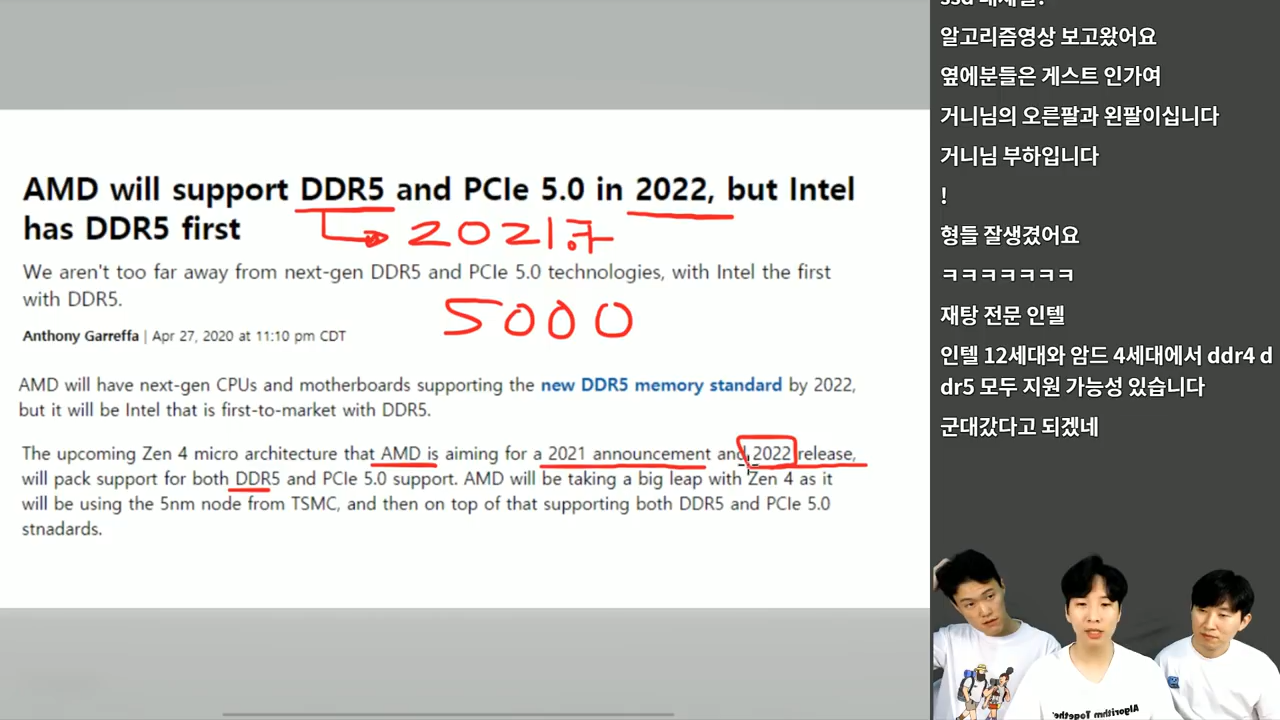 AMD will support DDR5 and PCIe 5.0 in 2022, but Intel
has DDR5 first
2021
We aren't too far away from next-gen DDR5 and PCIe 5.0 technologies, with Intel the first
with DDR5.
5000
Anthony Garreffa | Apr 27, 2020 at 11:10 pm CDT
AMD will have next-gen CPUs and motherboards supporting the new DDR5 memory standard by 2022,
but it will be Intel that is first-to-market with DDR5.
The upcoming Zen 4 micro architecture that AMD is aiming for a 2021 announcement and 2022 release,
will pack support for both DDR5 and PCIe 5.0 support. AMD will be taking a big leap with Zen 4 as it
will be using the 5nm node from TSMC, and then on top of that supporting both DDR5 and PCIe 5.0
stnadards.
알고리즘영상 보고왔어요
옆에분들은 게스트 인가여
거니님의 오른팔과 왼팔이십니다
거니님 부하입니다
!
형들 잘생겼어요
ㅋㅋㅋㅋㅋㅋㅋ
재탕 전문 인텔
인텔 12세대와 암드 4세대에서 ddr4 d
dr5 모두 지원 가능성 있습니다
군대갔다고 되겠네
Algorithm Togethe